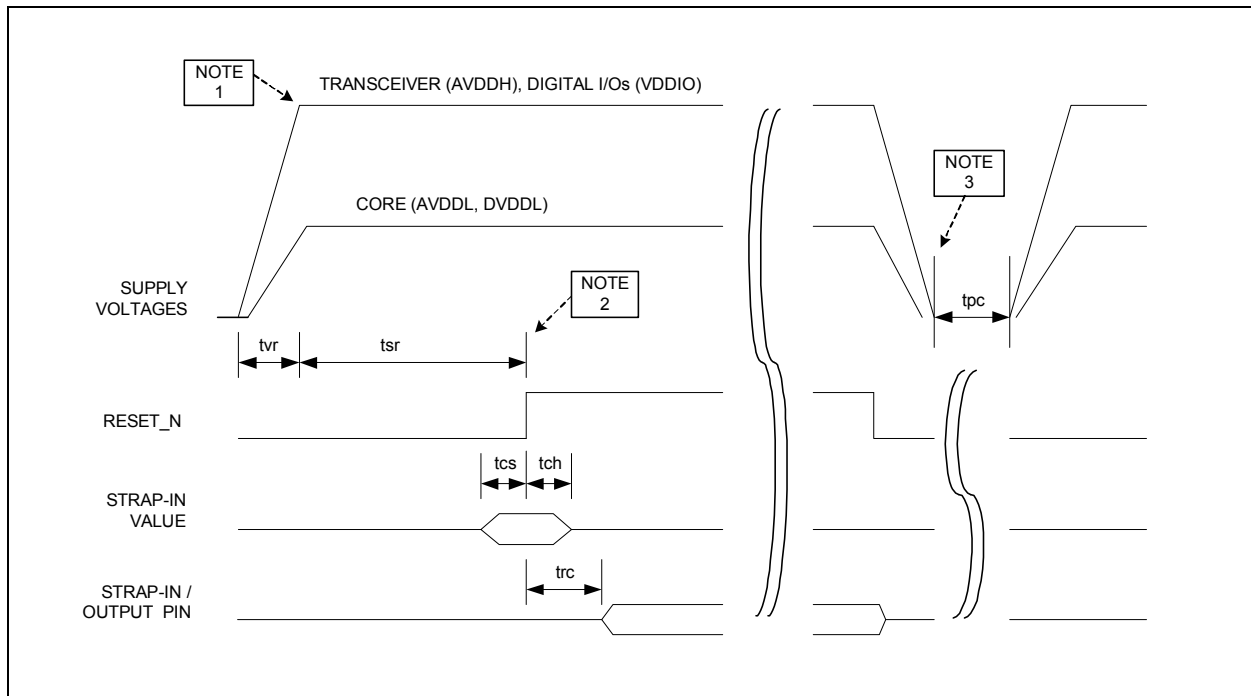 NOTE
1
TRANSCEIVER (AVDDH), DIGITAL I/Os (VDDIO)
NOTE
3
CORE (AVDDL, DVDDL)
NOTE
2
SUPPLY
VOLTAGES
tpc
tvr
tsr
RESET_N
tcs
tch
STRAP-IN
VALUE
trc
STRAP-IN /
OUTPUT PIN